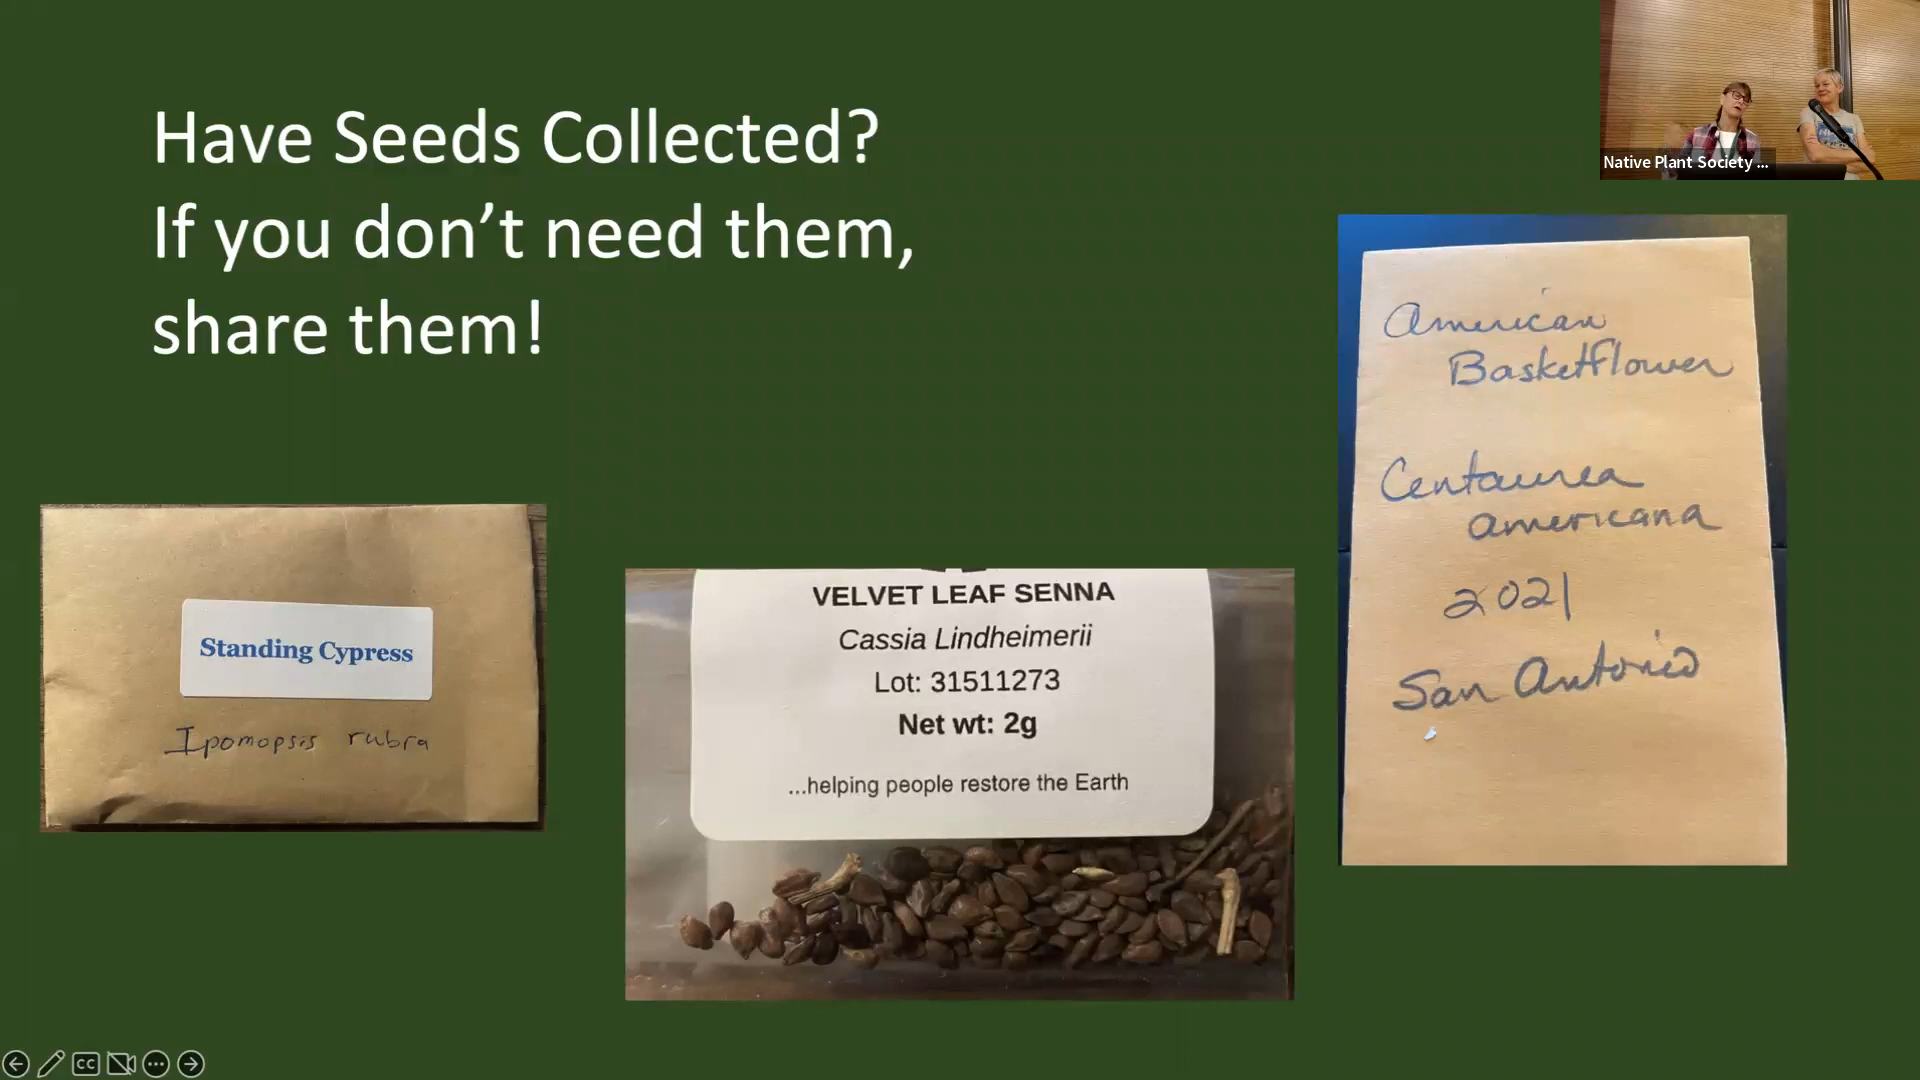 Have Seeds Collected?
If you don’t need them,
share them!
Native Plant Society ...
American
Basketflower
Centaurea
americana
2021
San Antonio
Standing Cypress
Ipomopsis rubra
VELVET LEAF SENNA
Cassia Lindheimerii
Lot: 31511273
Net wt: 2g
...helping people restore the Earth
CC